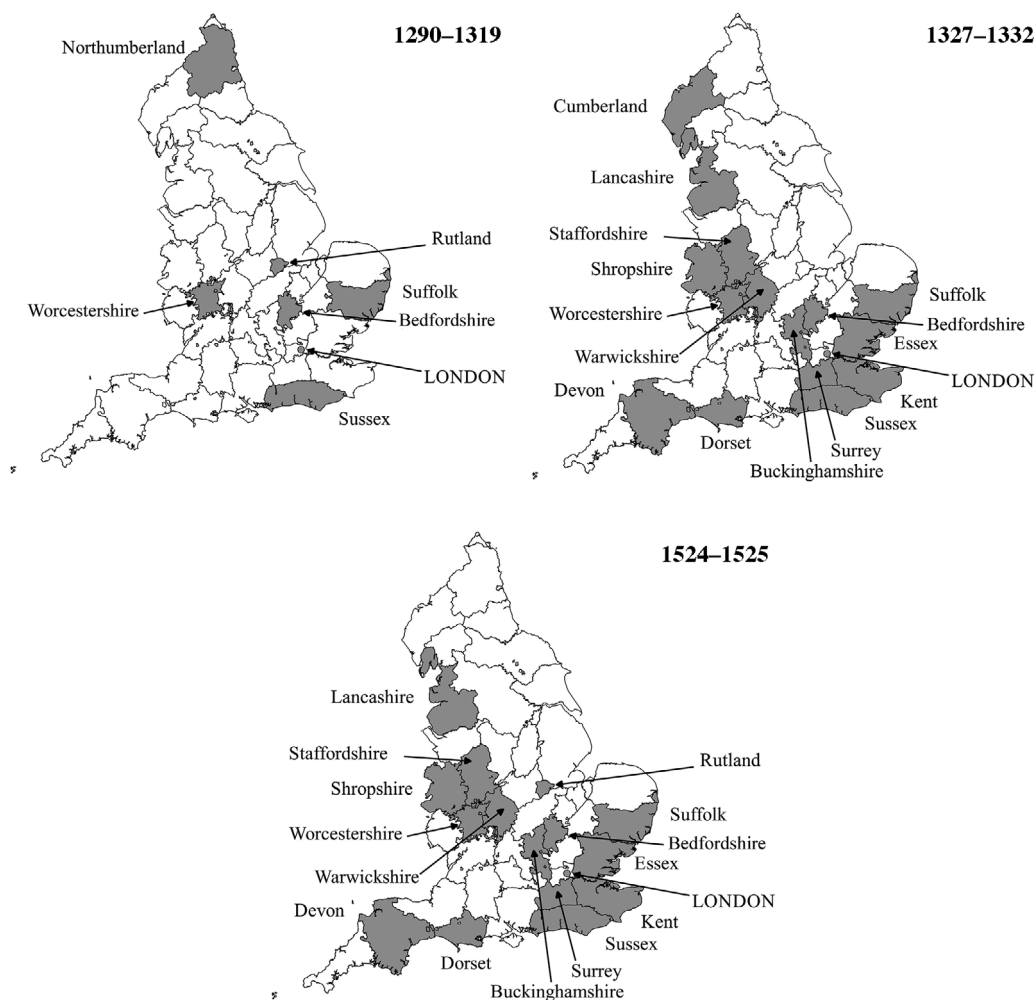 1290–1319
Northumberland
Rutland
Suffolk
Worcestershire
Bedfordshire
LONDON
Sussex
1327–1332
Cumberland
Lancashire
Staffordshire
Shropshire
Suffolk
Worcestershire
Bedfordshire
Essex
Warwickshire
LONDON
Devon
Kent
Sussex
Dorset
Surrey
Buckinghamshire
1524–1525
Lancashire
Staffordshire
Rutland
Shropshire
Suffolk
Worcestershire
Bedfordshire
Essex
Warwickshire
LONDON
Devon
Kent
Sussex
Dorset
Surrey
Buckinghamshire